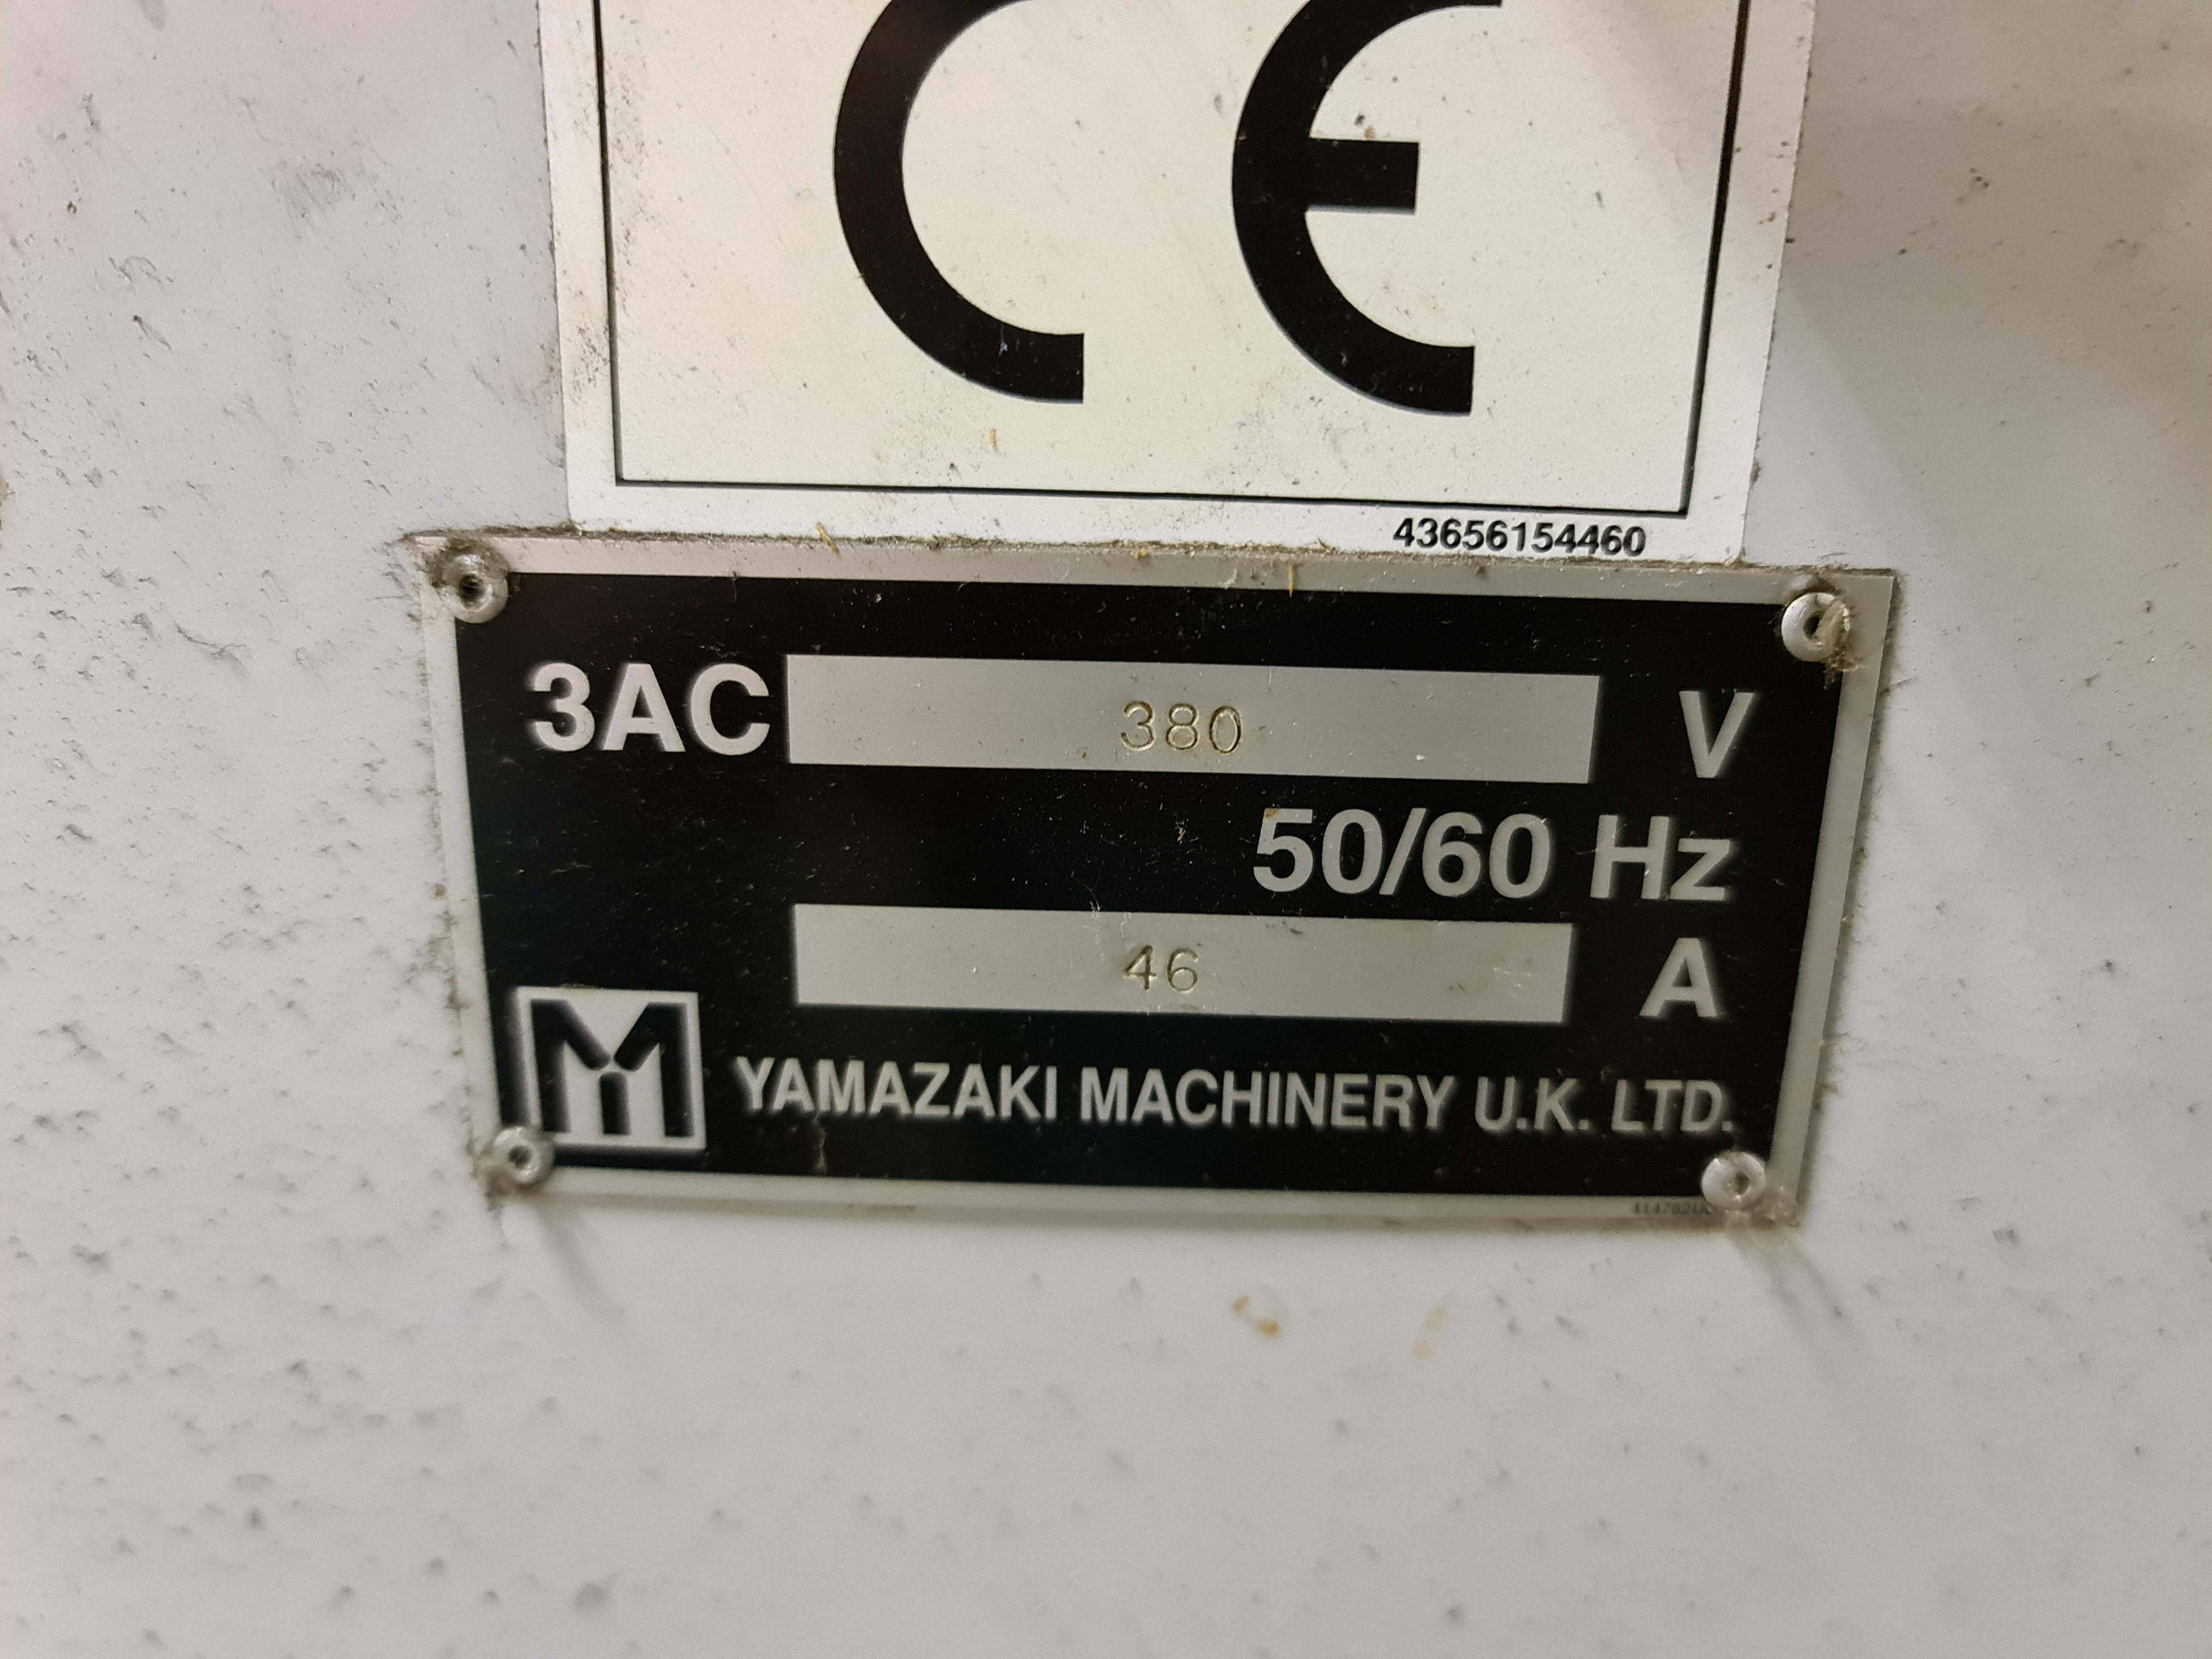 CE
43656154460
3AC 380 V
50/60 Hz
46 A
YAMAZAKI MACHINERY U.K. LTD.